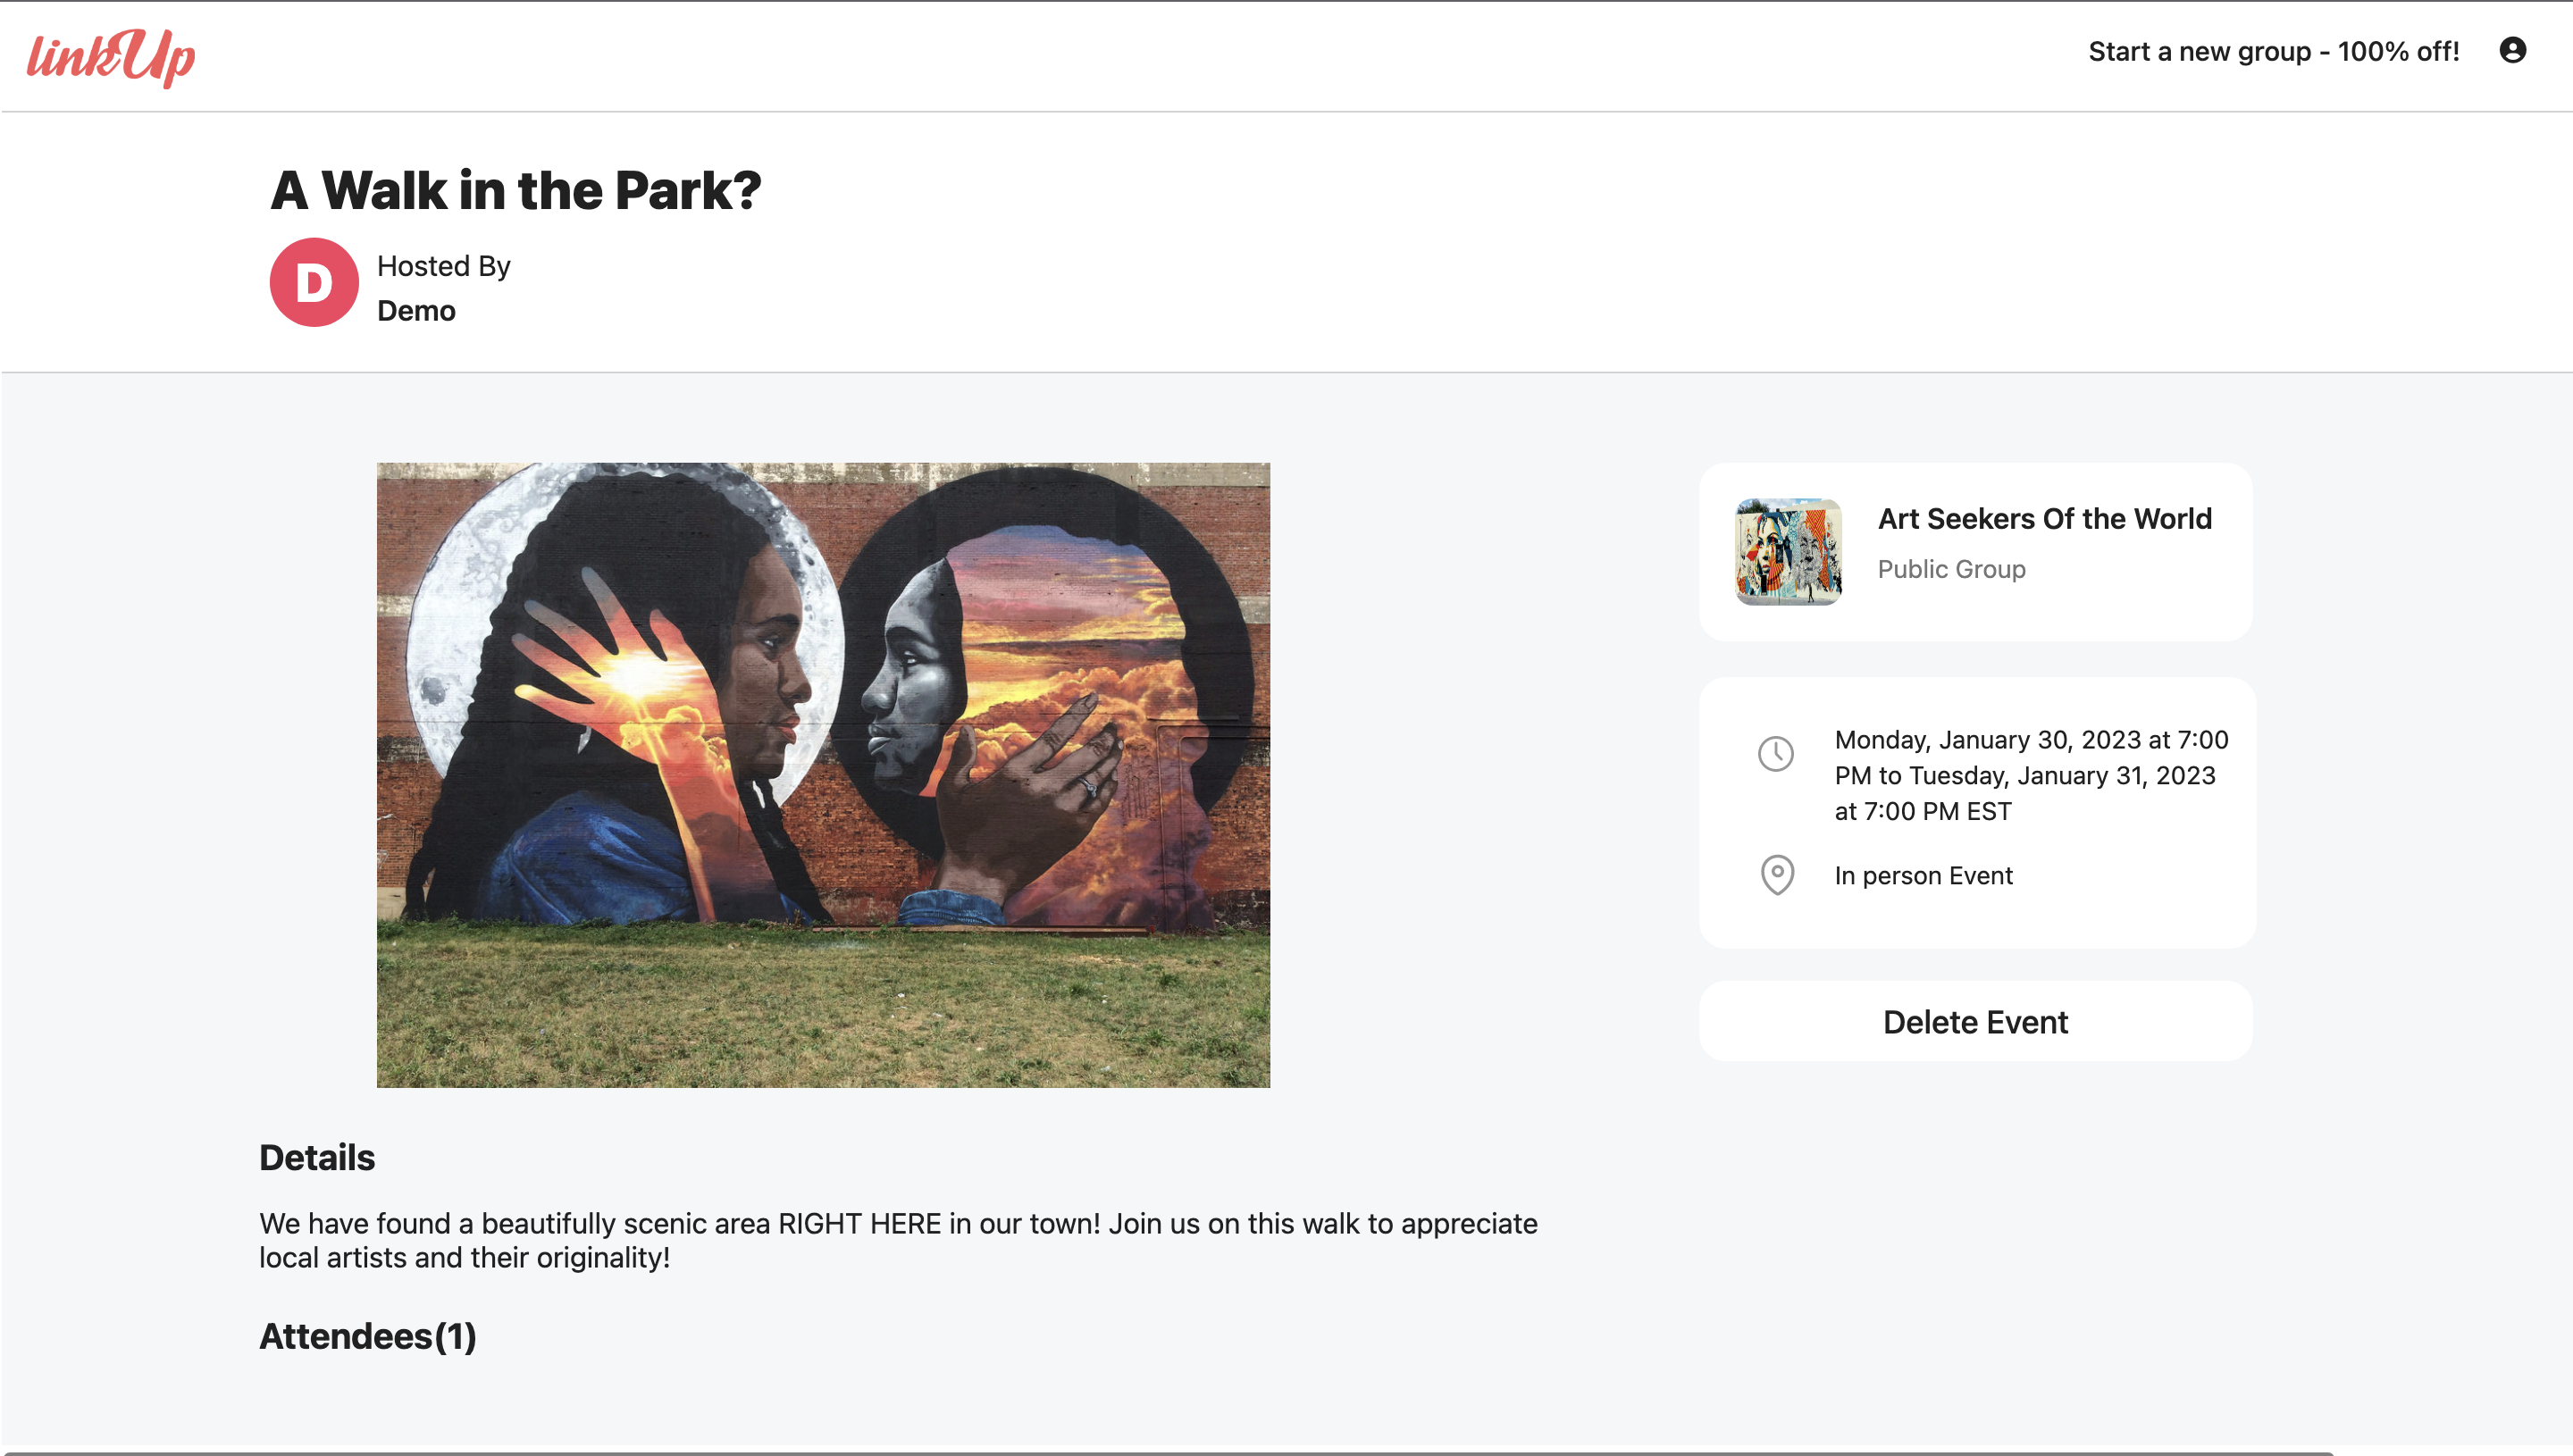 linkUp
Start a new group - 100% off!
A Walk in the Park?
D
Hosted By
Demo
Art Seekers Of the World
Public Group
Monday, January 30, 2023 at 7:00
PM to Tuesday, January 31, 2023
at 7:00 PM EST
In person Event
Delete Event
Details
We have found a beautifully scenic area RIGHT HERE in our town! Join us on this walk to appreciate
local artists and their originality!
Attendees(1)